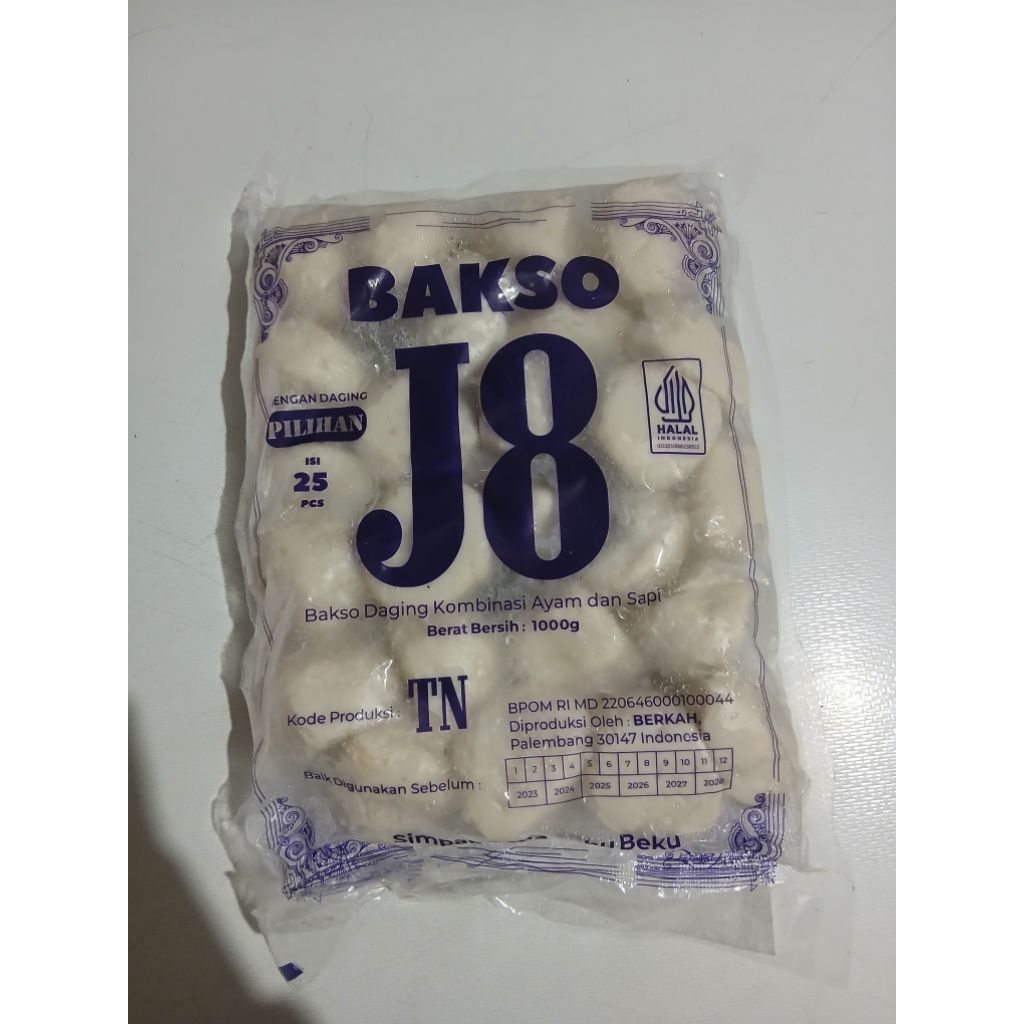 BAKSO
J8
DENGAN DAGING
PILIHAN
ISI
25
PCS
HALAL
INDONESIA
Bakso Daging Kombinasi Ayam dan Sapi
Berat Bersih : 1000g
Kode Produksi : TN
BPOM RI MD 220646000100044
Diproduksi Oleh : BERKAH,
Palembang 30147 Indonesia
Baik Digunakan Sebelum :
1 2 3 4 5 6 7 8 9 10 11 12
2023 2024 2025 2026 2027 2028
Beku